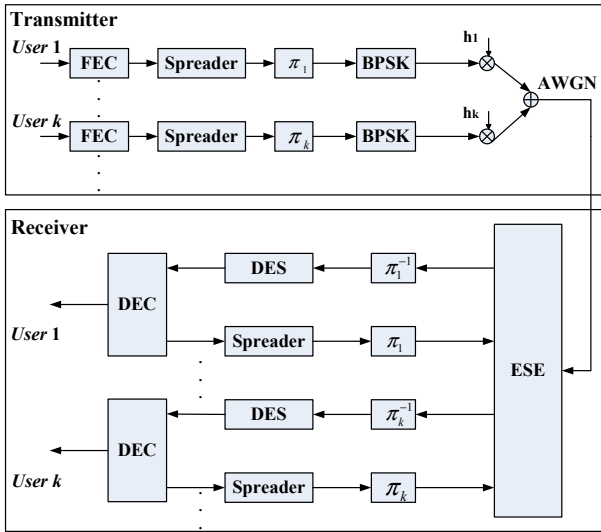 Transmitter
User 1
FEC
Spreader
π₁
BPSK
h1
AWGN
User k
FEC
Spreader
πₖ
BPSK
hk
Receiver
DES
π₁⁻¹
DEC
User 1
Spreader
π₁
ESE
DES
πₖ⁻¹
DEC
User k
Spreader
πₖ